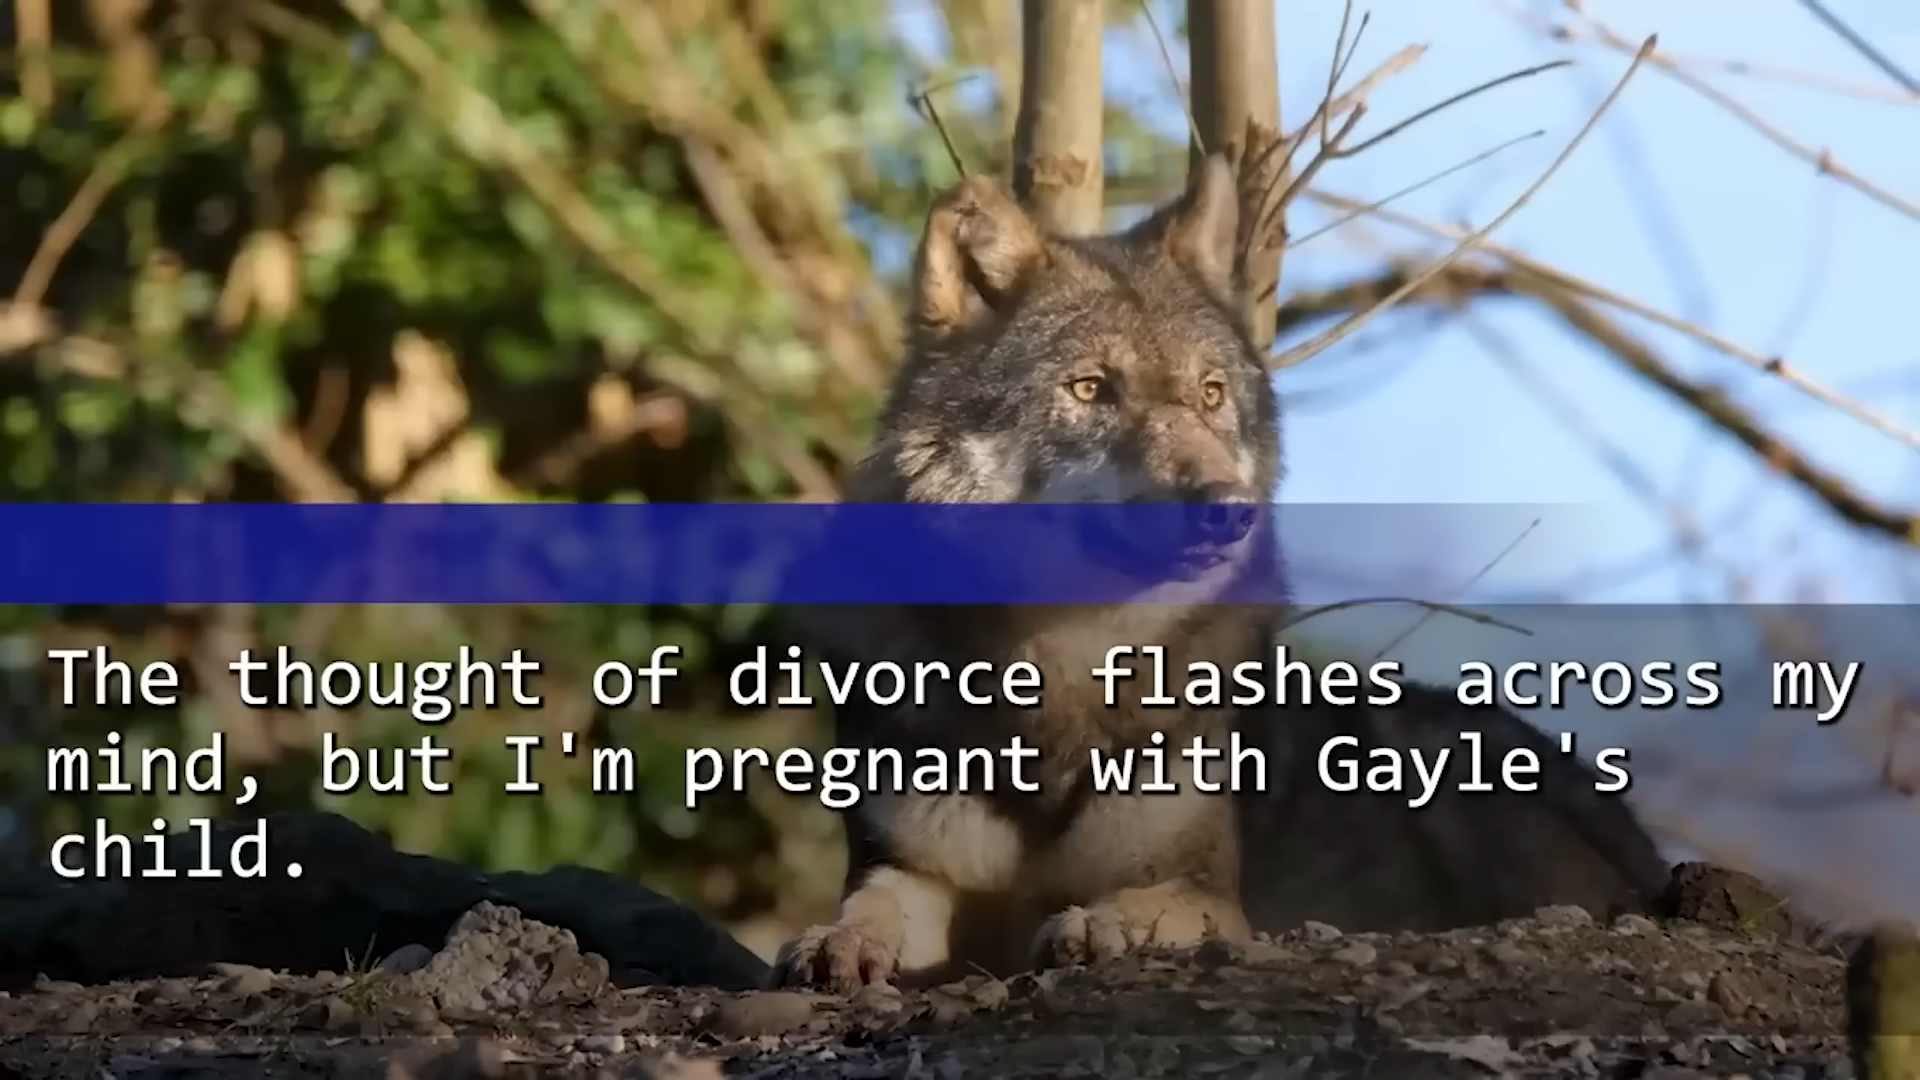 The thought of divorce flashes across my
mind, but I'm pregnant with Gayle's
child.